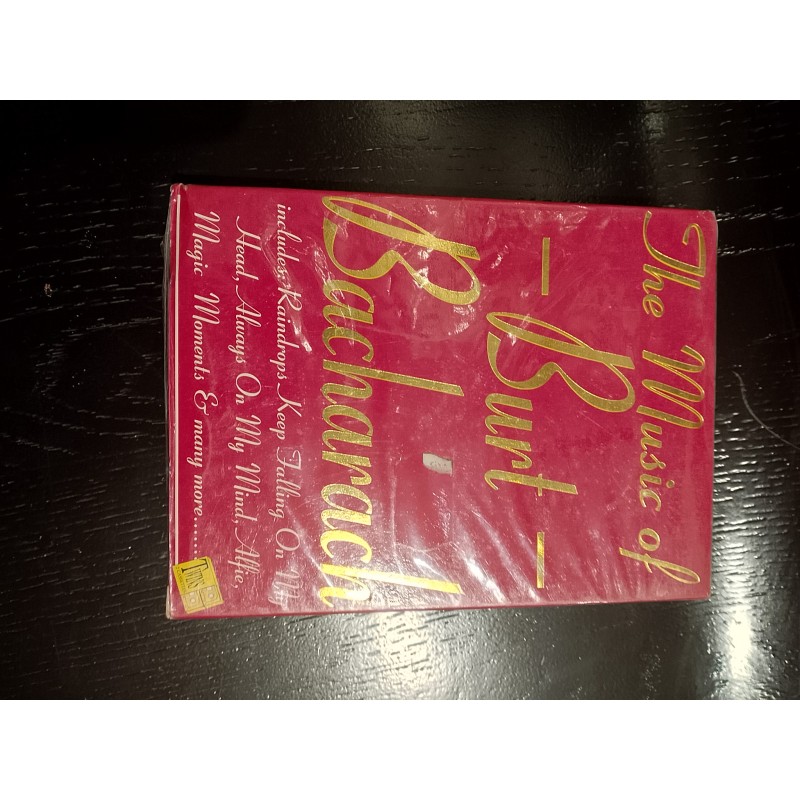 The Music of
— Burt —
Bacharach
includes; Raindrops Keep Falling On My
Head, Always On My Mind, Alfie,
Magic Moments & many more......
TWINS